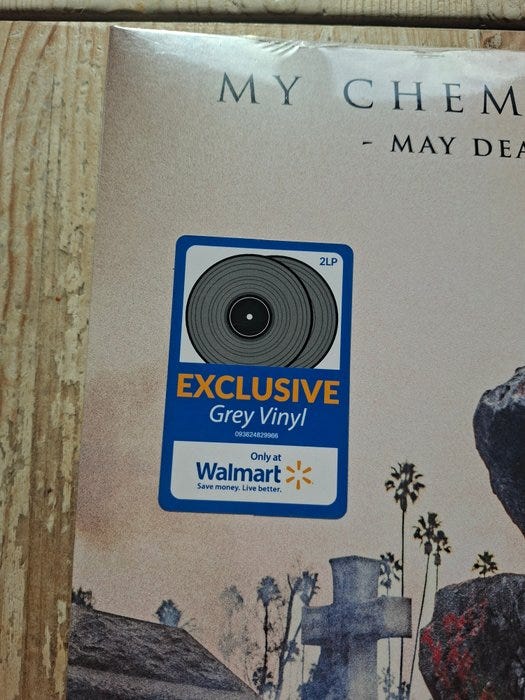 MY CHEM
- MAY DEA
2LP
EXCLUSIVE
Grey Vinyl
093624829966
Only at
Walmart
Save money. Live better.